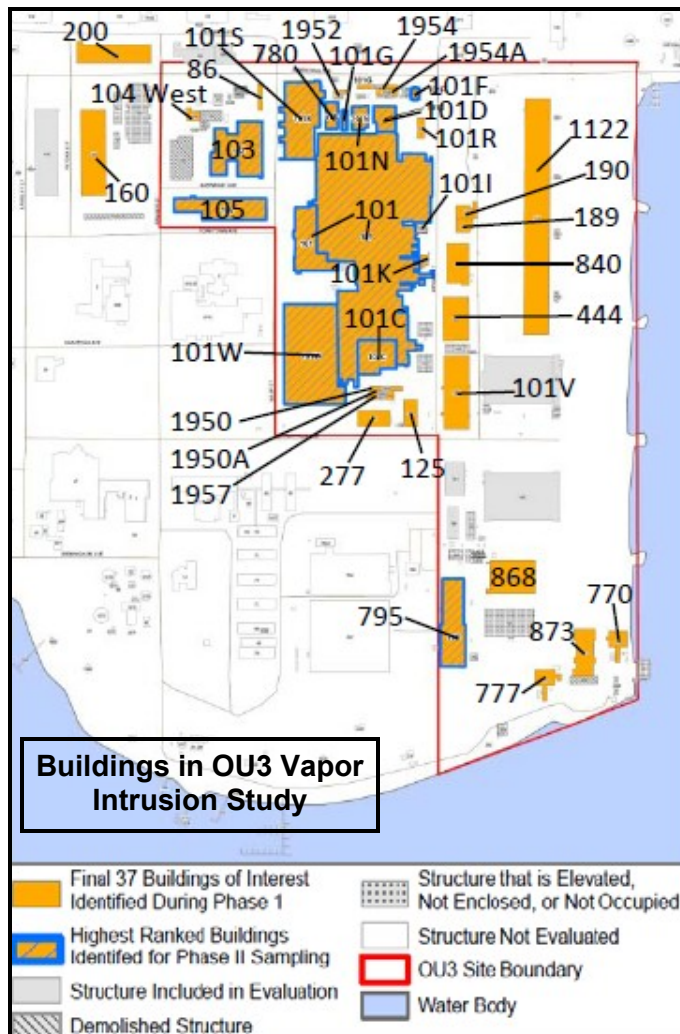 200
101S
1952
101G
1954
86
780
1954A
104 West
101F
101D
101R
103
101N
1122
160
101I
190
105
101
189
101K
840
101W
101C
444
101V
1950
1950A
1957
277
125
868
795
770
873
777
Buildings in OU3 Vapor
Intrusion Study
Final 37 Buildings of Interest
Identified During Phase 1
Highest Ranked Buildings
Identifed for Phase II Sampling
Structure Included in Evaluation
Demolished Structure
Structure that is Elevated,
Not Enclosed, or Not Occupied
Structure Not Evaluated
OU3 Site Boundary
Water Body